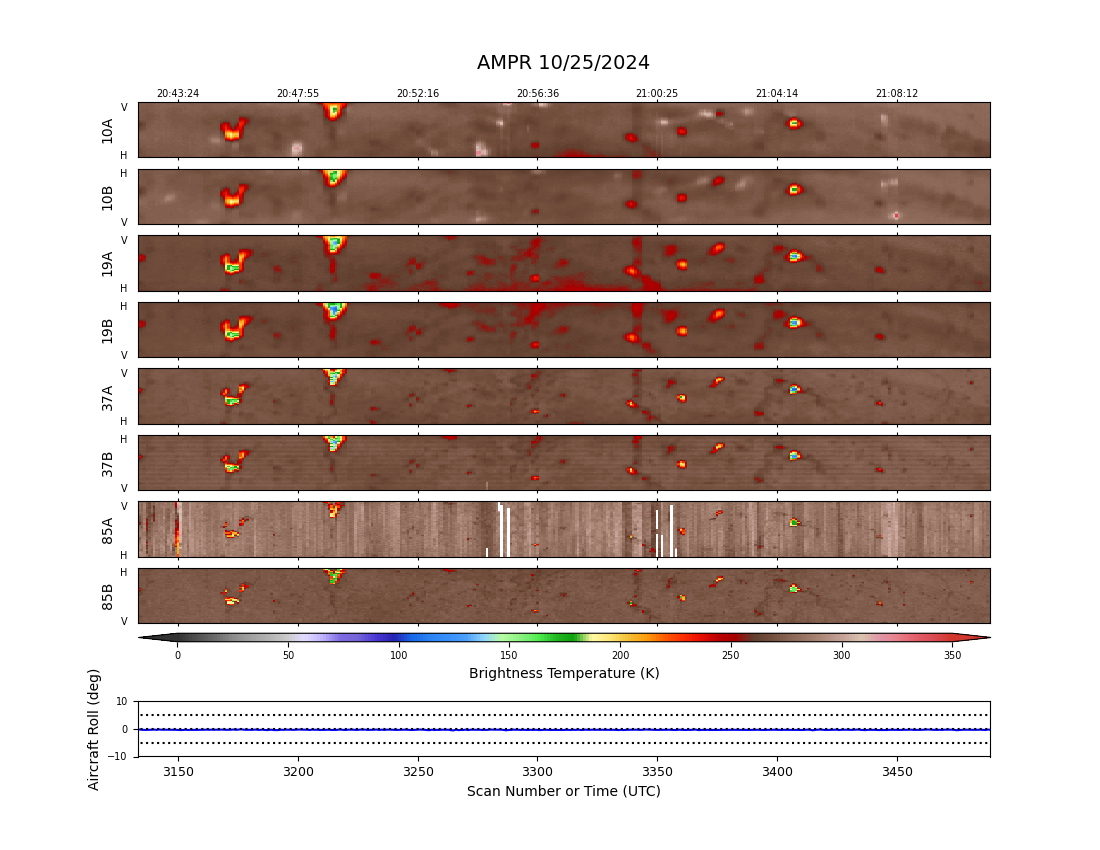 AMPR 10/25/2024
20:43:24 20:47:55 20:52:16 20:56:36 21:00:25 21:04:14 21:08:12
V
10A
H
H
10B
V
V
19A
H
H
19B
V
V
37A
H
H
37B
V
V
85A
H
H
85B
V
0 50 100 150 200 250 300 350
Brightness Temperature (K)
Aircraft Roll (deg)
10
0
−10
3150 3200 3250 3300 3350 3400 3450
Scan Number or Time (UTC)